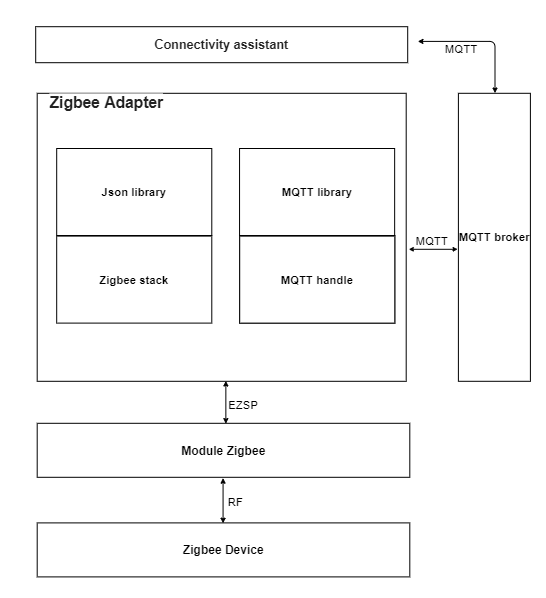 Connectivity assistant
MQTT
Zigbee Adapter
Json library
MQTT library
MQTT
MQTT broker
Zigbee stack
MQTT handle
EZSP
Module Zigbee
RF
Zigbee Device